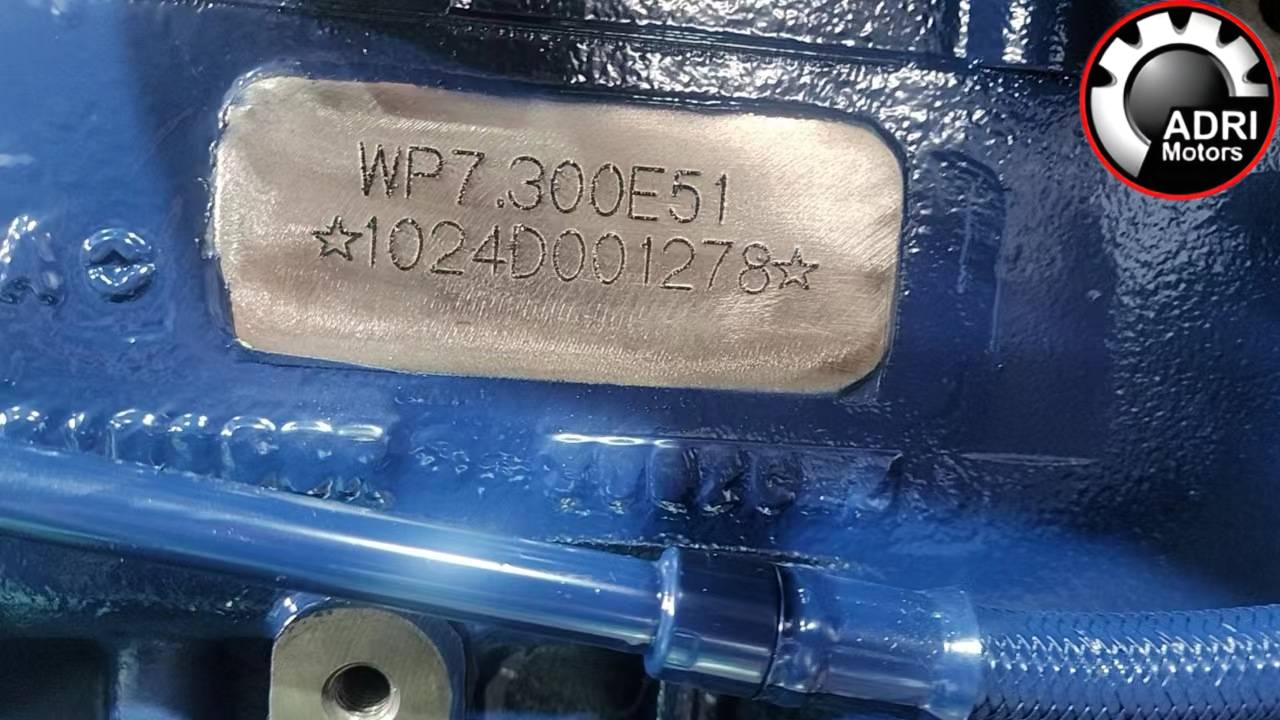 WP7.300E51
☆1024D001278☆
ADRI
Motors